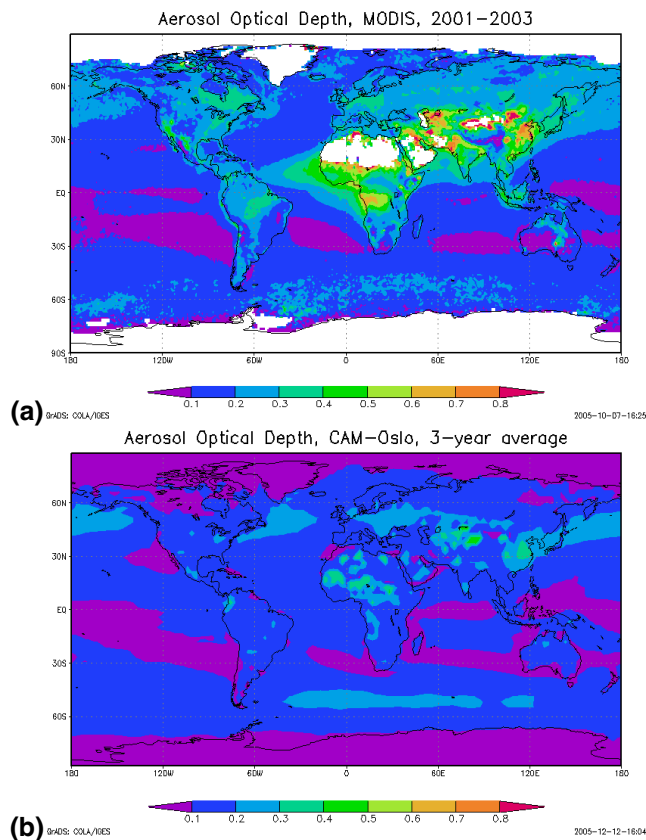 Aerosol Optical Depth, MODIS, 2001-2003
60N
30N
EQ
30S
60S
90S
180 120W 60W 0 60E 120E 180
0.1 0.2 0.3 0.4 0.5 0.6 0.7 0.8
(a) GrADS: COLA/IGES 2005-10-07-16:25
Aerosol Optical Depth, CAM-Oslo, 3-year average
60N
30N
EQ
30S
60S
180 120W 60W 0 60E 120E 180
0.1 0.2 0.3 0.4 0.5 0.6 0.7 0.8
(b) GrADS: COLA/IGES 2005-12-12-16:04